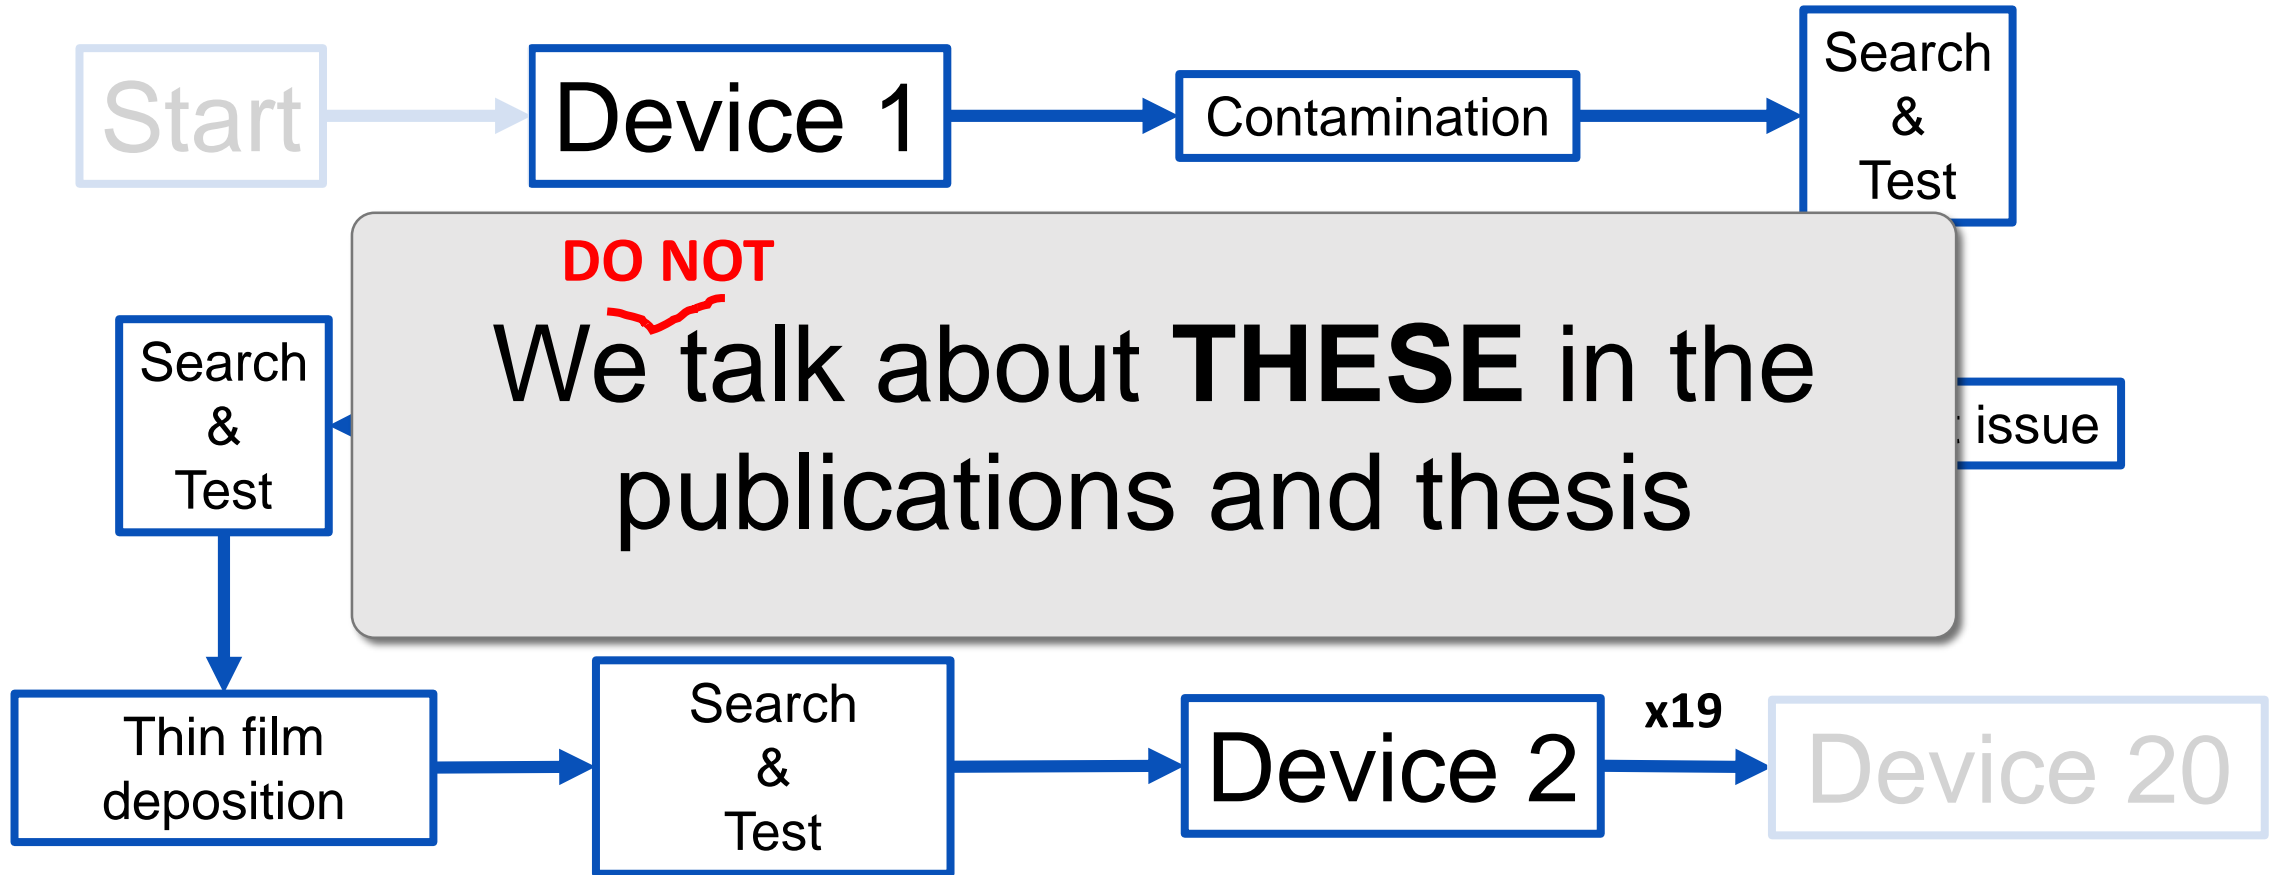 Start
Device 1
Contamination
Search
&
Test
DO NOT
We talk about THESE in the
publications and thesis
Search
&
Test
issue
Thin film
deposition
Search
&
Test
Device 2
x19
Device 20